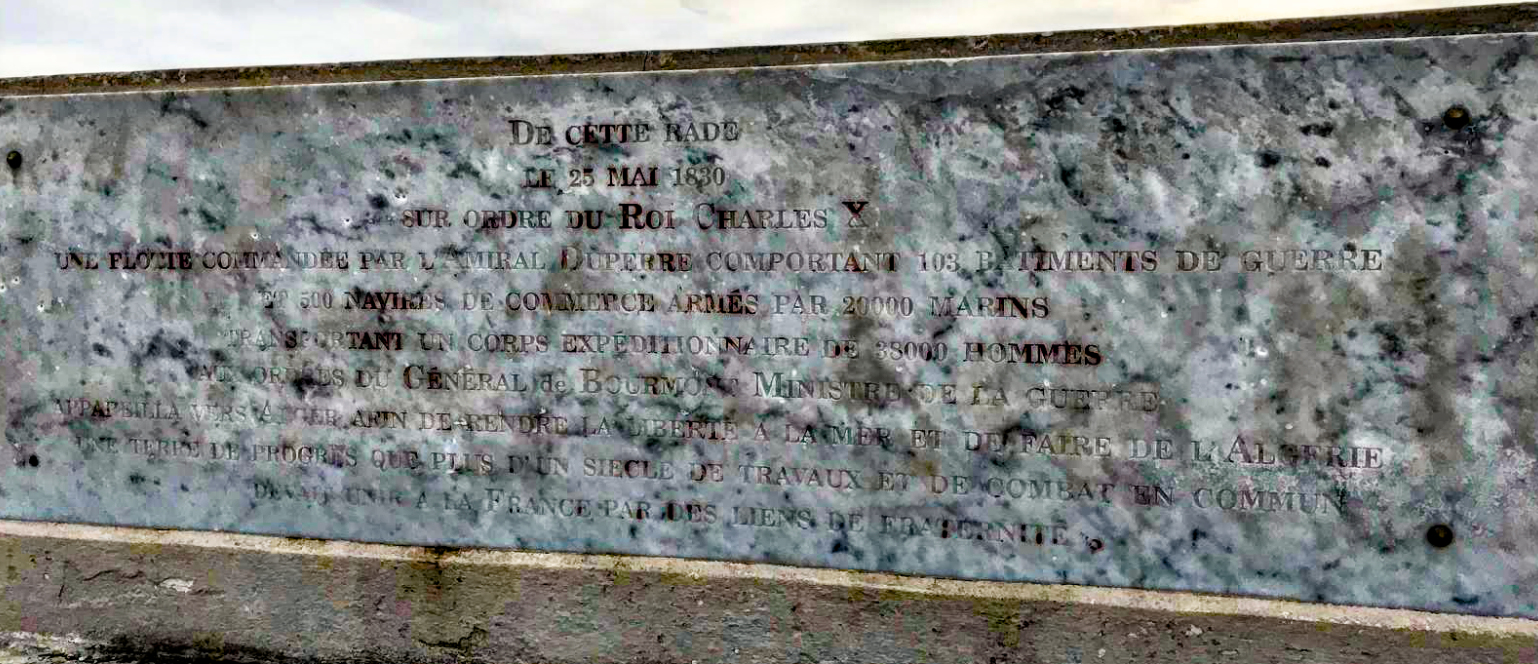 De cette rade
le 25 mai 1830
sur ordre du Roi Charles X
une flotte commandée par l'Amiral Duperre comportant 103 bâtiments de guerre
et 500 navires de commerce armés par 20000 marins
transportant un corps expéditionnaire de 38000 hommes
aux ordres du Général de Bourmont Ministre de la guerre
appareilla vers Alger afin de rendre la liberté a la mer et de faire de l'Algerie
une terre de progrès que plus d'un siecle de travaux et de combat en commun
devait unir a la France par des liens de fraternité.